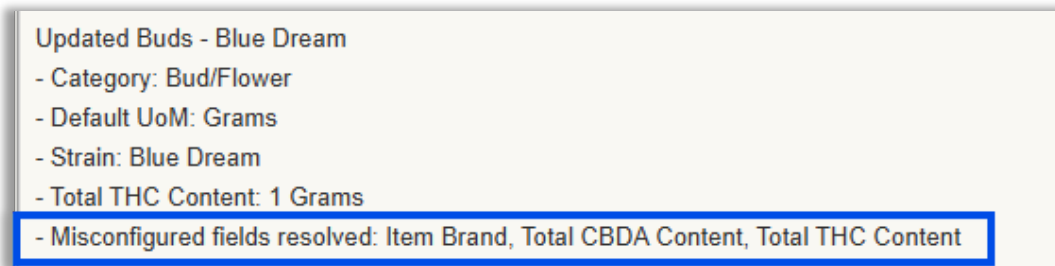 Updated Buds - Blue Dream
- Category: Bud/Flower
- Default UoM: Grams
- Strain: Blue Dream
- Total THC Content: 1 Grams
- Misconfigured fields resolved: Item Brand, Total CBDA Content, Total THC Content